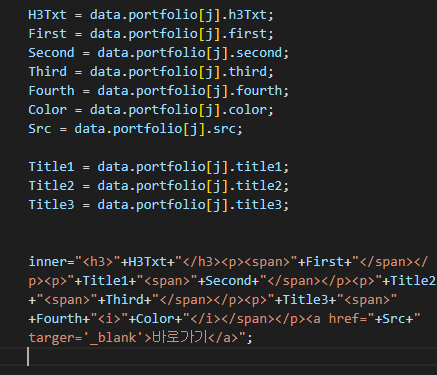 H3Txt = data.portfolio[j].h3Txt;
First = data.portfolio[j].first;
Second = data.portfolio[j].second;
Third = data.portfolio[j].third;
Fourth = data.portfolio[j].fourth;
Color = data.portfolio[j].color;
Src = data.portfolio[j].src;
Title1 = data.portfolio[j].title1;
Title2 = data.portfolio[j].title2;
Title3 = data.portfolio[j].title3;
inner="<h3>"+H3Txt+"</h3><p><span>"+First+"</span></
p><p>"+Title1+"<span>"+Second+"</span></p><p>"+Title2
+"<span>"+Third+"</span></p><p>"+Title3+"<span>"
+Fourth+"<i>"+Color+"</i></span></p><a href="+Src+"
targer='_blank'>바로가기</a>";